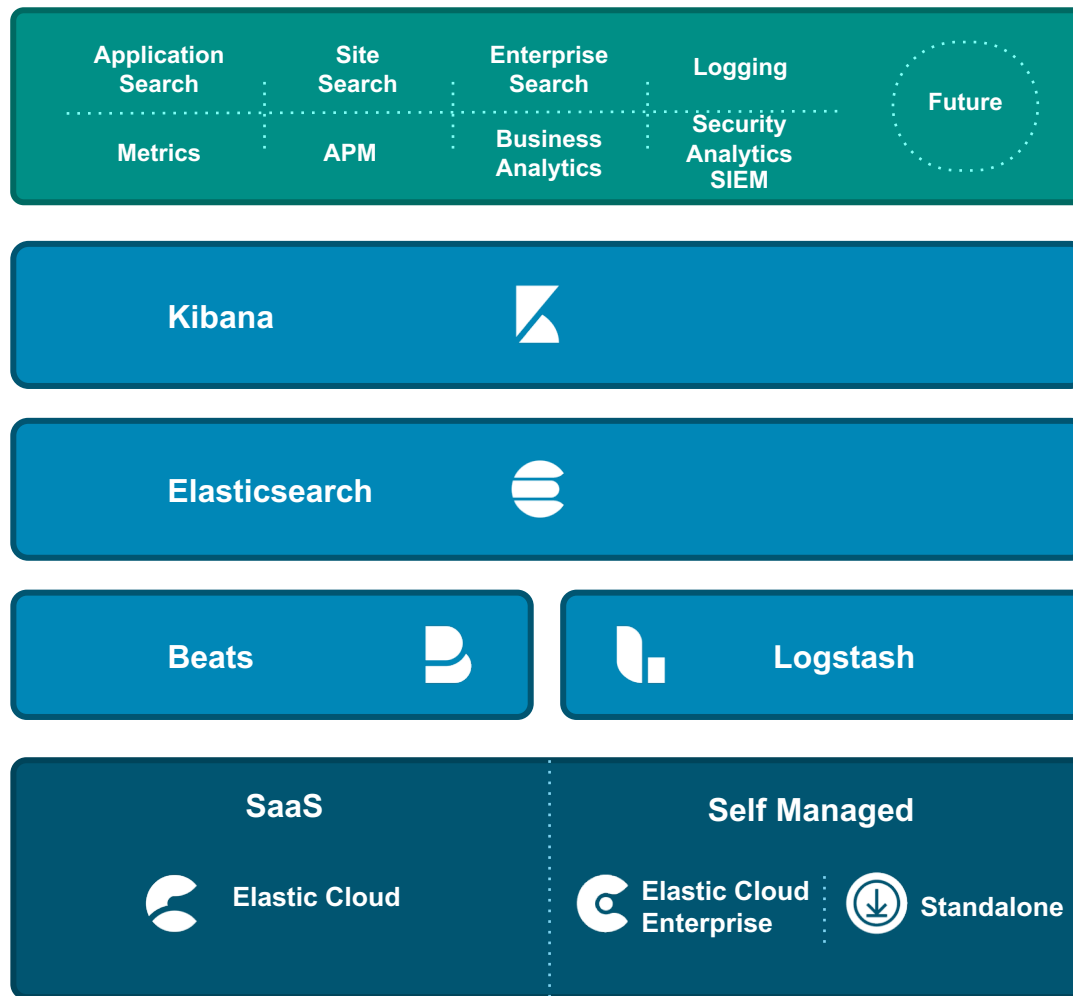 Application
Search
Site
Search
Enterprise
Search
Logging
Future
Metrics
APM
Business
Analytics
Security
Analytics
SIEM
Kibana
Elasticsearch
Beats
Logstash
SaaS
Self Managed
Elastic Cloud
Elastic Cloud
Enterprise
Standalone